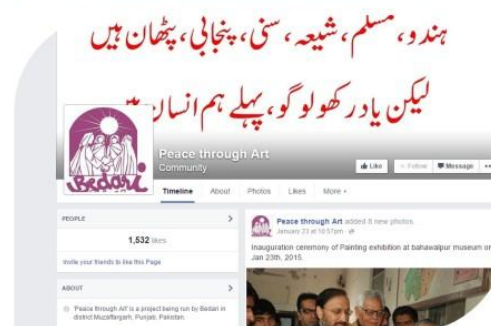 ہندو، مسلم، شیعہ، سنی، پنجابی، پٹھان ہیں
لیکن یاد رکھو لوگو، پہلے ہم انسان ہیں
Bedari
Peace through Art
Community
Like
Follow
Message
Timeline About Photos Likes More
PEOPLE
1,532 likes
Invite your friends to like this Page
ABOUT
'Peace through Art' is a project being run by Bedari in
district Muzaffargarh, Punjab, Pakistan.
Peace through Art added 8 new photos.
January 23 at 10:57pm
Inauguration ceremony of Painting exhibition at bahawalpur museum on
Jan 23th, 2015.